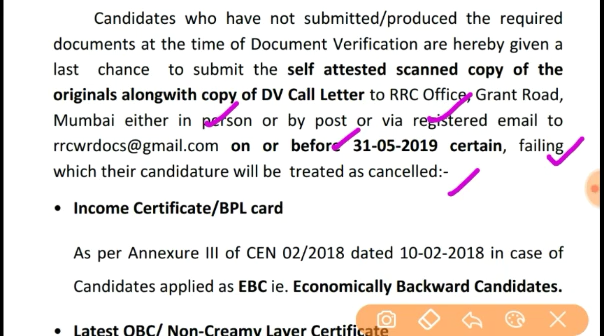 Candidates who have not submitted/produced the required
documents at the time of Document Verification are hereby given a
last chance to submit the self attested scanned copy of the
originals alongwith copy of DV Call Letter to RRC Office, Grant Road,
Mumbai either in person or by post or via registered email to
rrcwrdocs@gmail.com on or before 31-05-2019 certain, failing
which their candidature will be treated as cancelled:-
• Income Certificate/BPL card
As per Annexure III of CEN 02/2018 dated 10-02-2018 in case of
Candidates applied as EBC ie. Economically Backward Candidates.
• Latest OBC/ Non-Creamy Layer Certificate